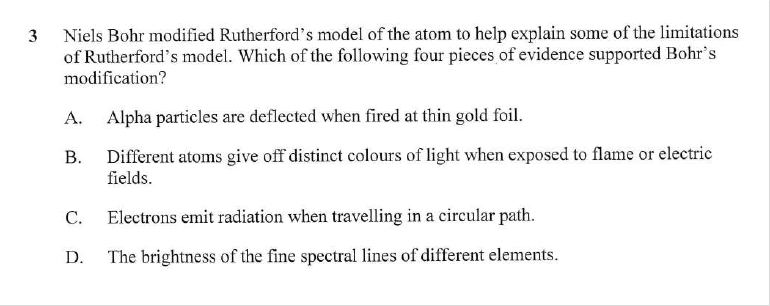 3 Niels Bohr modified Rutherford's model of the atom to help explain some of the limitations
of Rutherford's model. Which of the following four pieces of evidence supported Bohr's
modification?
A. Alpha particles are deflected when fired at thin gold foil.
B. Different atoms give off distinct colours of light when exposed to flame or electric
fields.
C. Electrons emit radiation when travelling in a circular path.
D. The brightness of the fine spectral lines of different elements.